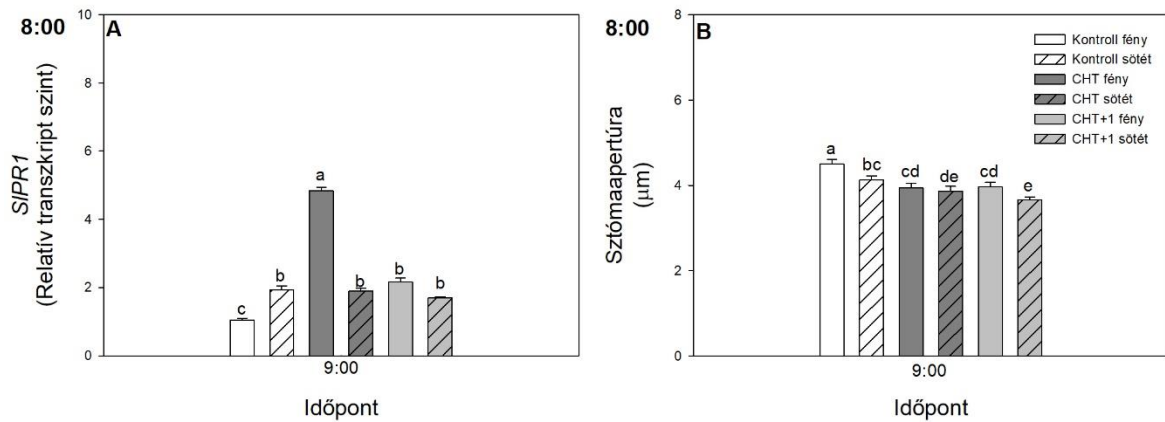 8:00
A
10
8
6
4
2
0
SlPR1
(Relatív transzkript szint)
c
b
a
b
b
b
9:00
Időpont
8:00
B
8
6
4
2
0
Sztómaapertúra
(µm)
Kontroll fény
Kontroll sötét
CHT fény
CHT sötét
CHT+1 fény
CHT+1 sötét
a
bc
cd
de
cd
e
9:00
Időpont